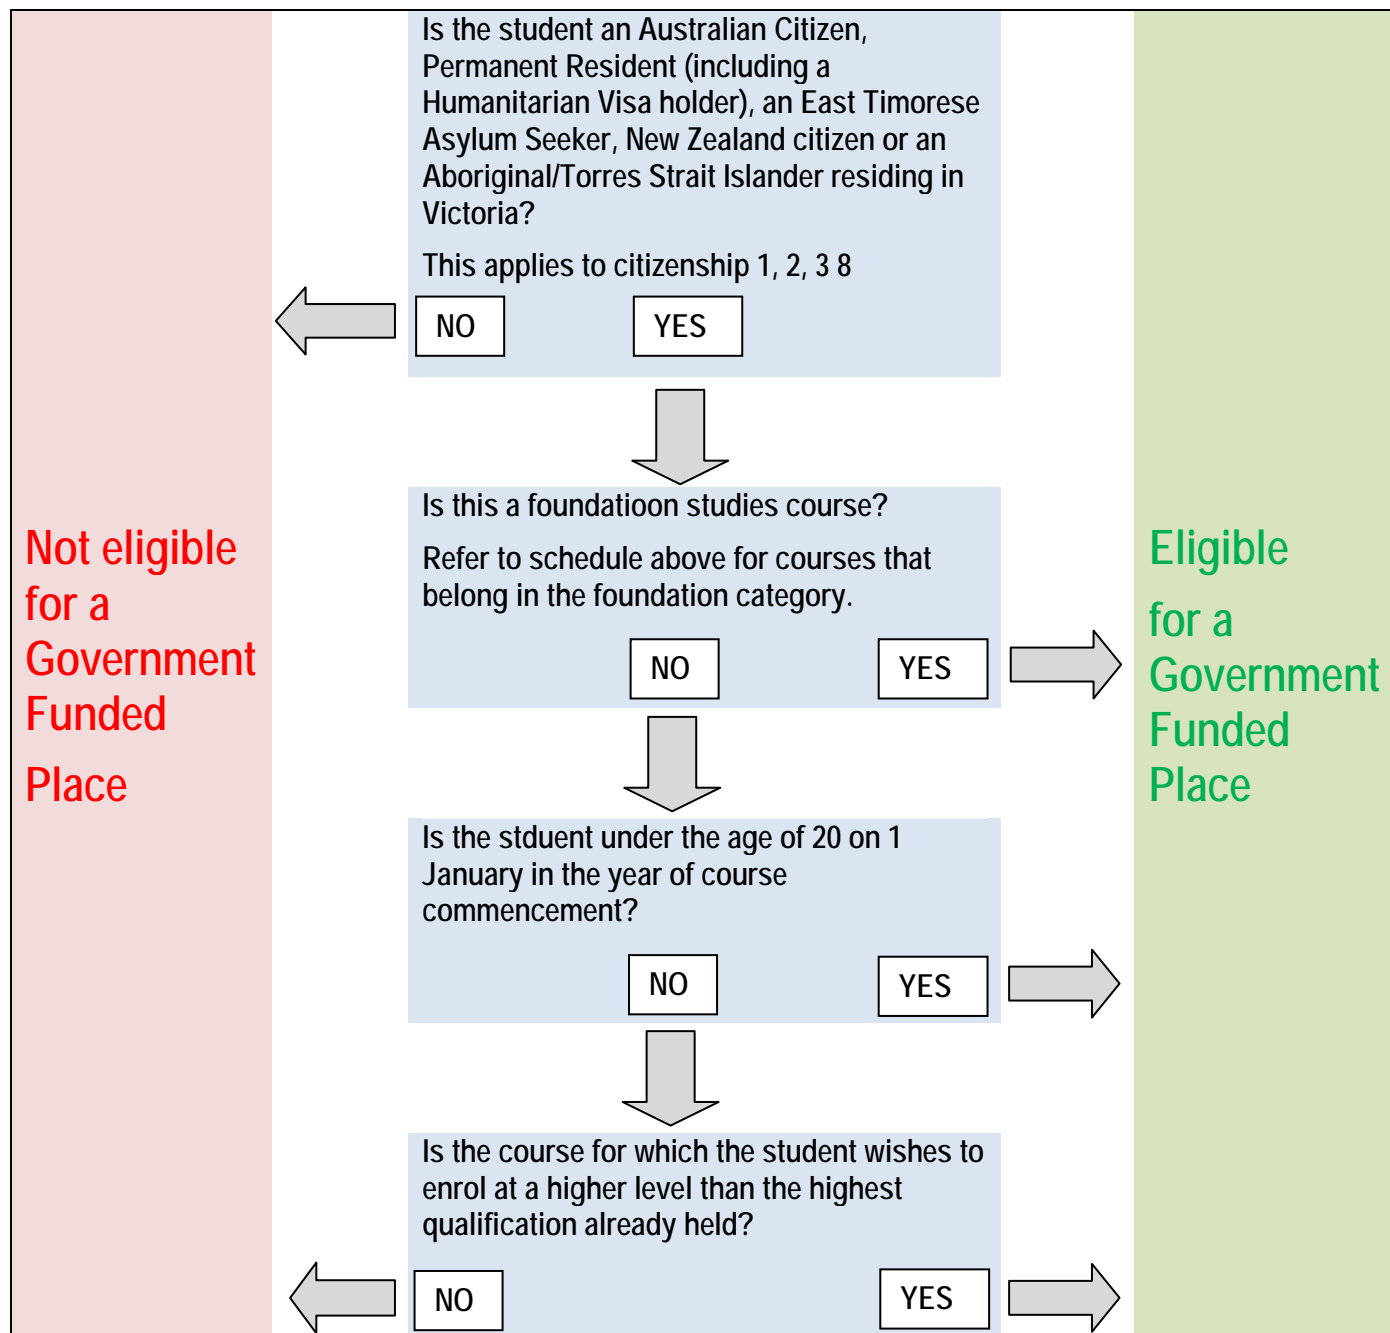 Is the student an Australian Citizen,
Permanent Resident (including a
Humanitarian Visa holder), an East Timorese
Asylum Seeker, New Zealand citizen or an
Aboriginal/Torres Strait Islander residing in
Victoria?
This applies to citizenship 1, 2, 3 8
NO YES
Is this a foundatioon studies course?
Refer to schedule above for courses that
belong in the foundation category.
NO YES
Not eligible
for a
Government
Funded
Place
Eligible
for a
Government
Funded
Place
Is the stduent under the age of 20 on 1
January in the year of course
commencement?
NO YES
Is the course for which the student wishes to
enrol at a higher level than the highest
qualification already held?
NO YES